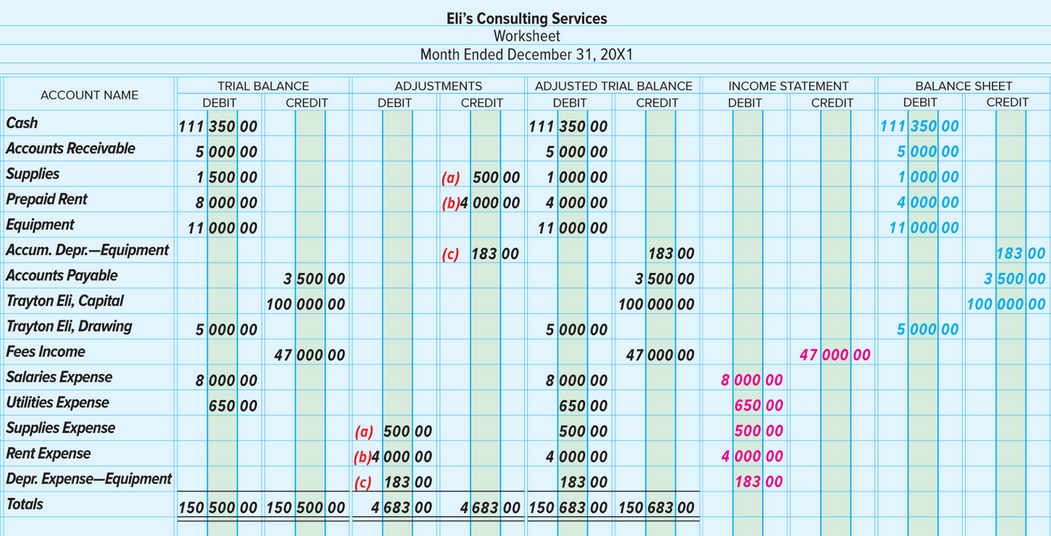 Eli's Consulting Services
Worksheet
Month Ended December 31, 20X1
ACCOUNT NAME TRIAL BALANCE ADJUSTMENTS ADJUSTED TRIAL BALANCE INCOME STATEMENT BALANCE SHEET
DEBIT CREDIT DEBIT CREDIT DEBIT CREDIT DEBIT CREDIT DEBIT CREDIT
Cash 111 350 00 111 350 00 111 350 00
Accounts Receivable 5 000 00 5 000 00 5 000 00
Supplies 1 500 00 (a) 500 00 1 000 00 1 000 00
Prepaid Rent 8 000 00 (b) 4 000 00 4 000 00 4 000 00
Equipment 11 000 00 11 000 00 11 000 00
Accum. Depr.—Equipment (c) 183 00 183 00 183 00
Accounts Payable 3 500 00 3 500 00 3 500 00
Trayton Eli, Capital 100 000 00 100 000 00 100 000 00
Trayton Eli, Drawing 5 000 00 5 000 00 5 000 00
Fees Income 47 000 00 47 000 00 47 000 00
Salaries Expense 8 000 00 8 000 00 8 000 00
Utilities Expense 650 00 650 00 650 00
Supplies Expense (a) 500 00 500 00 500 00
Rent Expense (b) 4 000 00 4 000 00 4 000 00
Depr. Expense—Equipment (c) 183 00 183 00 183 00
Totals 150 500 00 150 500 00 4 683 00 4 683 00 150 683 00 150 683 00